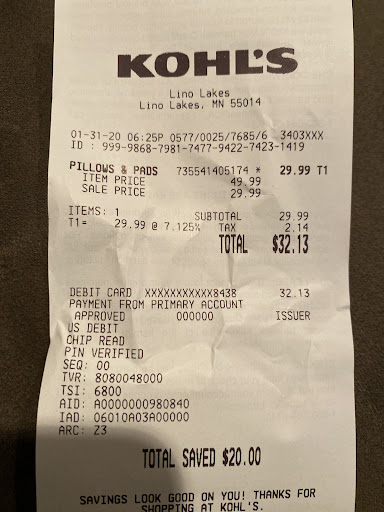 KOHL'S
Lino Lakes
Lino Lakes, MN 55014
01-31-20 06:25P 0577/0025/7685/6 3403XXX
ID : 999-9868-7981-7477-9422-7423-1419
PILLOWS & PADS 735541405174 * 29.99 T1
ITEM PRICE 49.99
SALE PRICE 29.99
ITEMS: 1 SUBTOTAL 29.99
T1= 29.99 @ 7.125% TAX 2.14
TOTAL $32.13
DEBIT CARD XXXXXXXXXXXX8438 32.13
PAYMENT FROM PRIMARY ACCOUNT
APPROVED 000000 ISSUER
US DEBIT
CHIP READ
PIN VERIFIED
SEQ: 00
TVR: 8080048000
TSI: 6800
AID: A0000000980840
IAD: 06010A03A00000
ARC: Z3
TOTAL SAVED $20.00
SAVINGS LOOK GOOD ON YOU! THANKS FOR
SHOPPING AT KOHL'S.